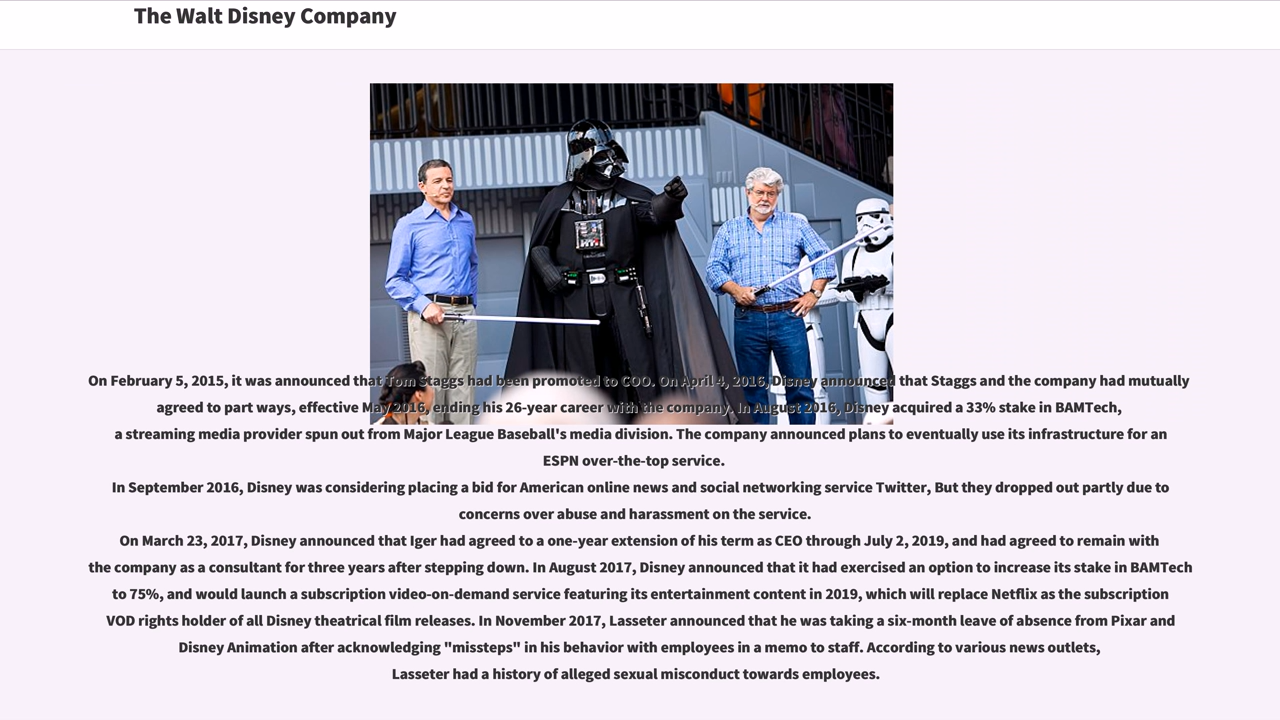 The Walt Disney Company
On February 5, 2015, it was announced that Tom Staggs had been promoted to COO. On April 4, 2016, Disney announced that Staggs and the company had mutually
agreed to part ways, effective May 2016, ending his 26-year career with the company. In August 2016, Disney acquired a 33% stake in BAMTech,
a streaming media provider spun out from Major League Baseball's media division. The company announced plans to eventually use its infrastructure for an
ESPN over-the-top service.
In September 2016, Disney was considering placing a bid for American online news and social networking service Twitter, But they dropped out partly due to
concerns over abuse and harassment on the service.
On March 23, 2017, Disney announced that Iger had agreed to a one-year extension of his term as CEO through July 2, 2019, and had agreed to remain with
the company as a consultant for three years after stepping down. In August 2017, Disney announced that it had exercised an option to increase its stake in BAMTech
to 75%, and would launch a subscription video-on-demand service featuring its entertainment content in 2019, which will replace Netflix as the subscription
VOD rights holder of all Disney theatrical film releases. In November 2017, Lasseter announced that he was taking a six-month leave of absence from Pixar and
Disney Animation after acknowledging "missteps" in his behavior with employees in a memo to staff. According to various news outlets,
Lasseter had a history of alleged sexual misconduct towards employees.